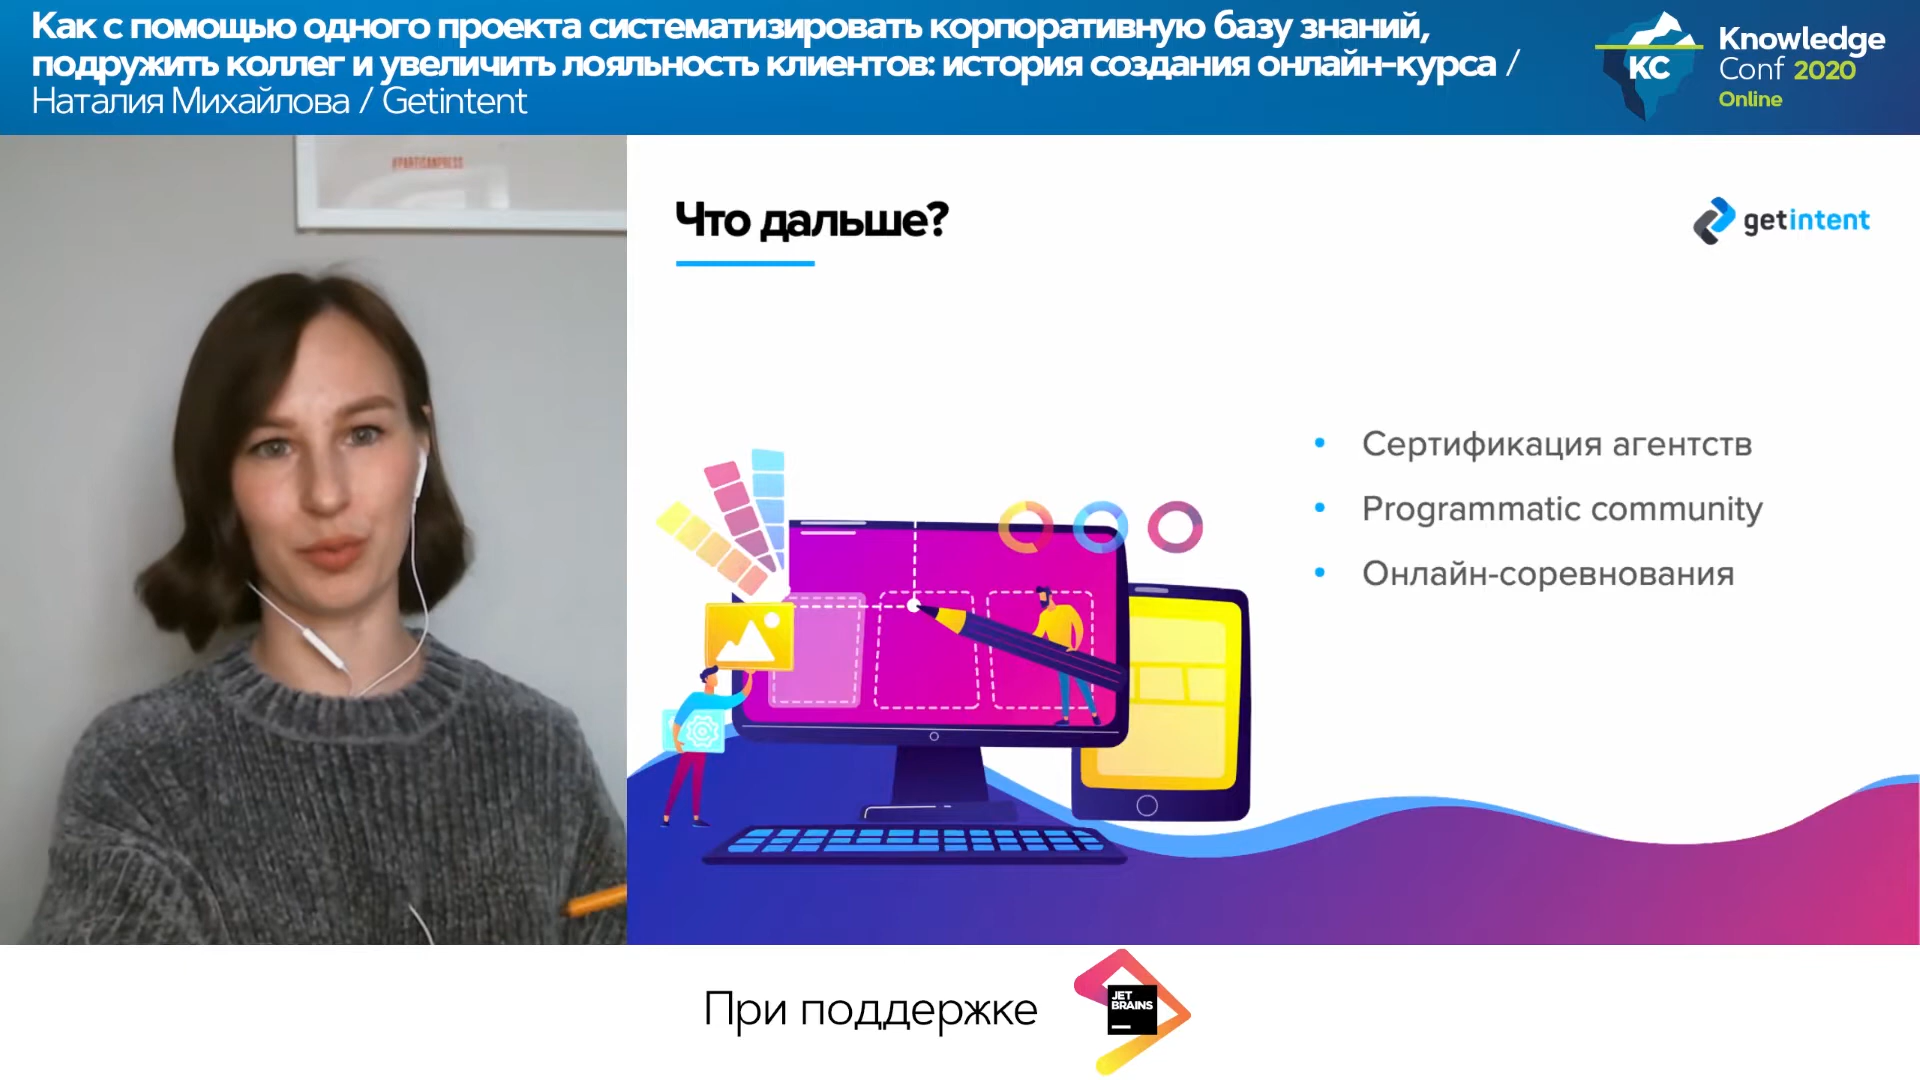 Как с помощью одного проекта систематизировать корпоративную базу знаний,
подружить коллег и увеличить лояльность клиентов: история создания онлайн-курса /
Наталия Михайлова / Getintent
KC
Knowledge
Conf 2020
Online
#PARTISANPRESS
Что дальше?
getintent
• Сертификация агентств
• Programmatic community
• Онлайн-соревнования
При поддержке
JET
BRAINS